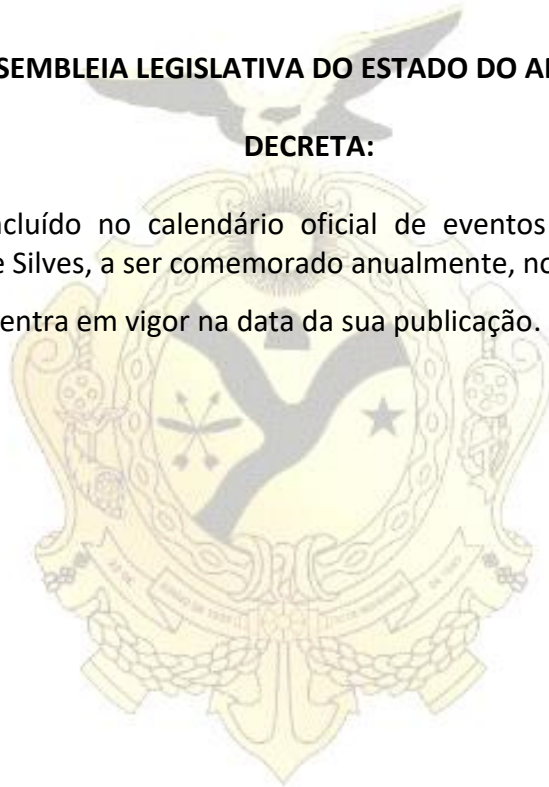 SEMBLEIA LEGISLATIVA DO ESTADO DO A
DECRETA:
cluído no calendário oficial de eventos
e Silves, a ser comemorado anualmente, no
entra em vigor na data da sua publicação.